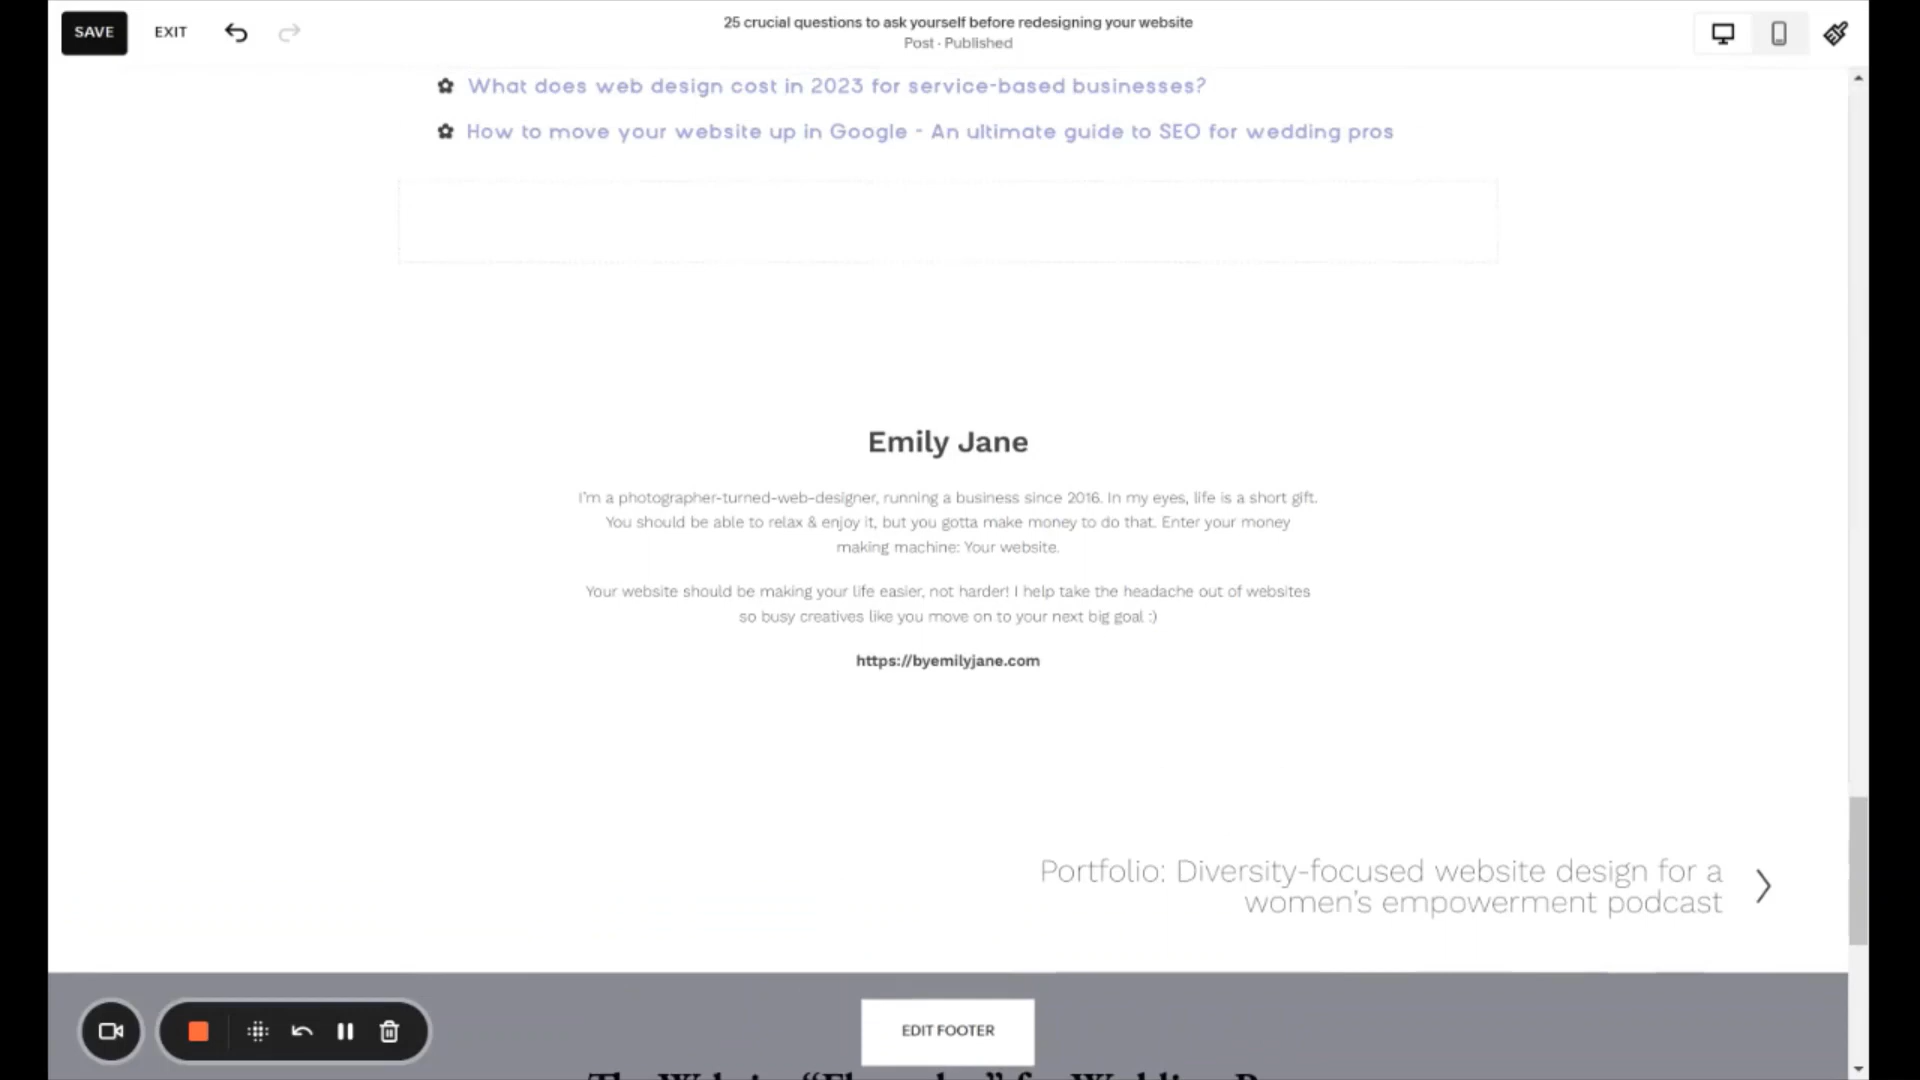 SAVE
EXIT
25 crucial questions to ask yourself before redesigning your website
Post · Published
What does web design cost in 2023 for service-based businesses?
How to move your website up in Google - An ultimate guide to SEO for wedding pros
Emily Jane
I'm a photographer-turned-web-designer, running a business since 2016. In my eyes, life is a short gift.
You should be able to relax & enjoy it, but you gotta make money to do that. Enter your money
making machine: Your website.
Your website should be making your life easier, not harder! I help take the headache out of websites
so busy creatives like you move on to your next big goal :)
https://byemilyjane.com
Portfolio: Diversity-focused website design for a
women's empowerment podcast
EDIT FOOTER